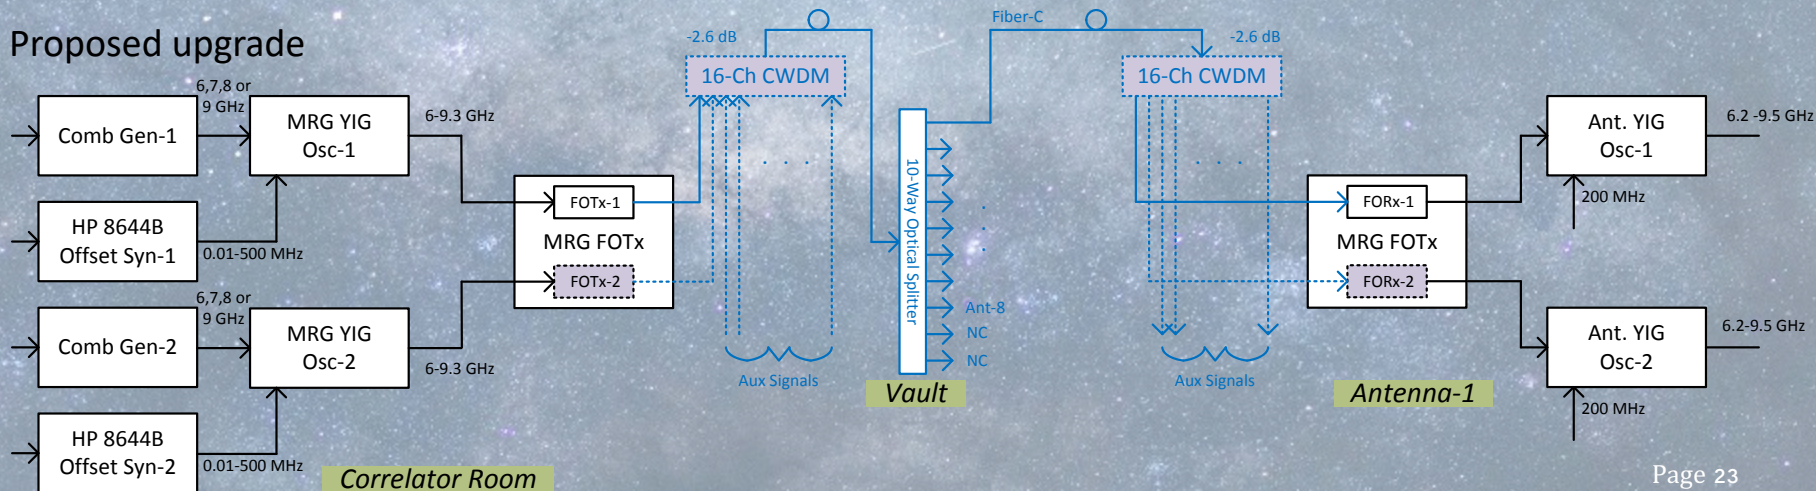 Proposed upgrade
6,7,8 or
9 GHz
Comb Gen-1
MRG YIG
Osc-1
6-9.3 GHz
HP 8644B
Offset Syn-1
0.01-500 MHz
6,7,8 or
9 GHz
Comb Gen-2
MRG YIG
Osc-2
6-9.3 GHz
HP 8644B
Offset Syn-2
0.01-500 MHz
Correlator Room
FOTx-1
MRG FOTx
FOTx-2
-2.6 dB
16-Ch CWDM
. . . .
Aux Signals
10-Way Optical Splitter
. . .
Ant-8
NC
NC
Vault
Fiber-C
-2.6 dB
16-Ch CWDM
. . . .
Aux Signals
FORx-1
MRG FOTx
FORx-2
Antenna-1
Ant. YIG
Osc-1
6.2 -9.5 GHz
200 MHz
Ant. YIG
Osc-2
6.2-9.5 GHz
200 MHz
Page 23